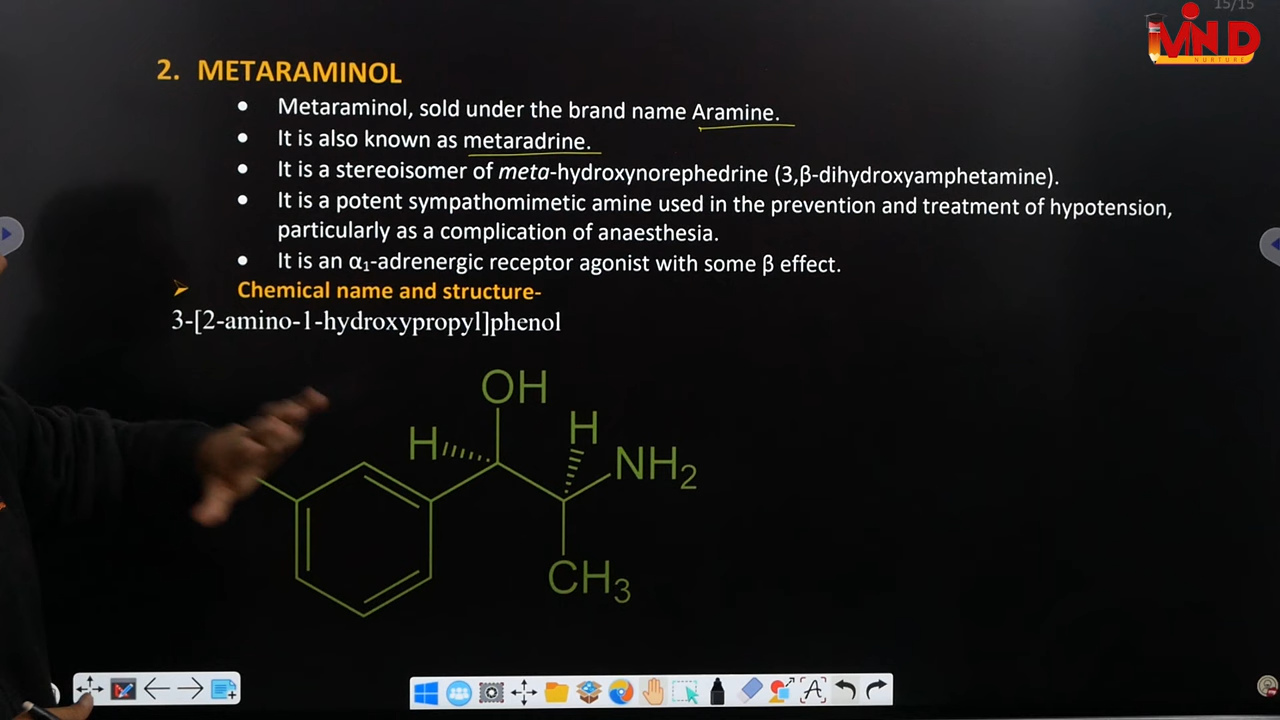 15/15
MIND
NURTURE
2. METARAMINOL
• Metaraminol, sold under the brand name Aramine.
• It is also known as metaradrine.
• It is a stereoisomer of meta-hydroxynorephedrine (3,β-dihydroxyamphetamine).
• It is a potent sympathomimetic amine used in the prevention and treatment of hypotension,
particularly as a complication of anaesthesia.
• It is an α₁-adrenergic receptor agonist with some β effect.
➢ Chemical name and structure-
3-[2-amino-1-hydroxypropyl]phenol
OH
H
H
NH₂
CH₃
A